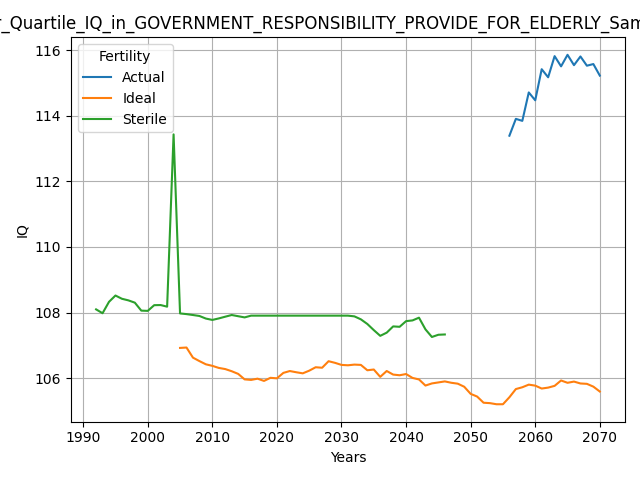 r_Quartile_IQ_in_GOVERNMENT_RESPONSIBILITY_PROVIDE_FOR_ELDERLY_Sam
Fertility
Actual
Ideal
Sterile
116
114
112
110
108
106
IQ
1990 2000 2010 2020 2030 2040 2050 2060 2070
Years